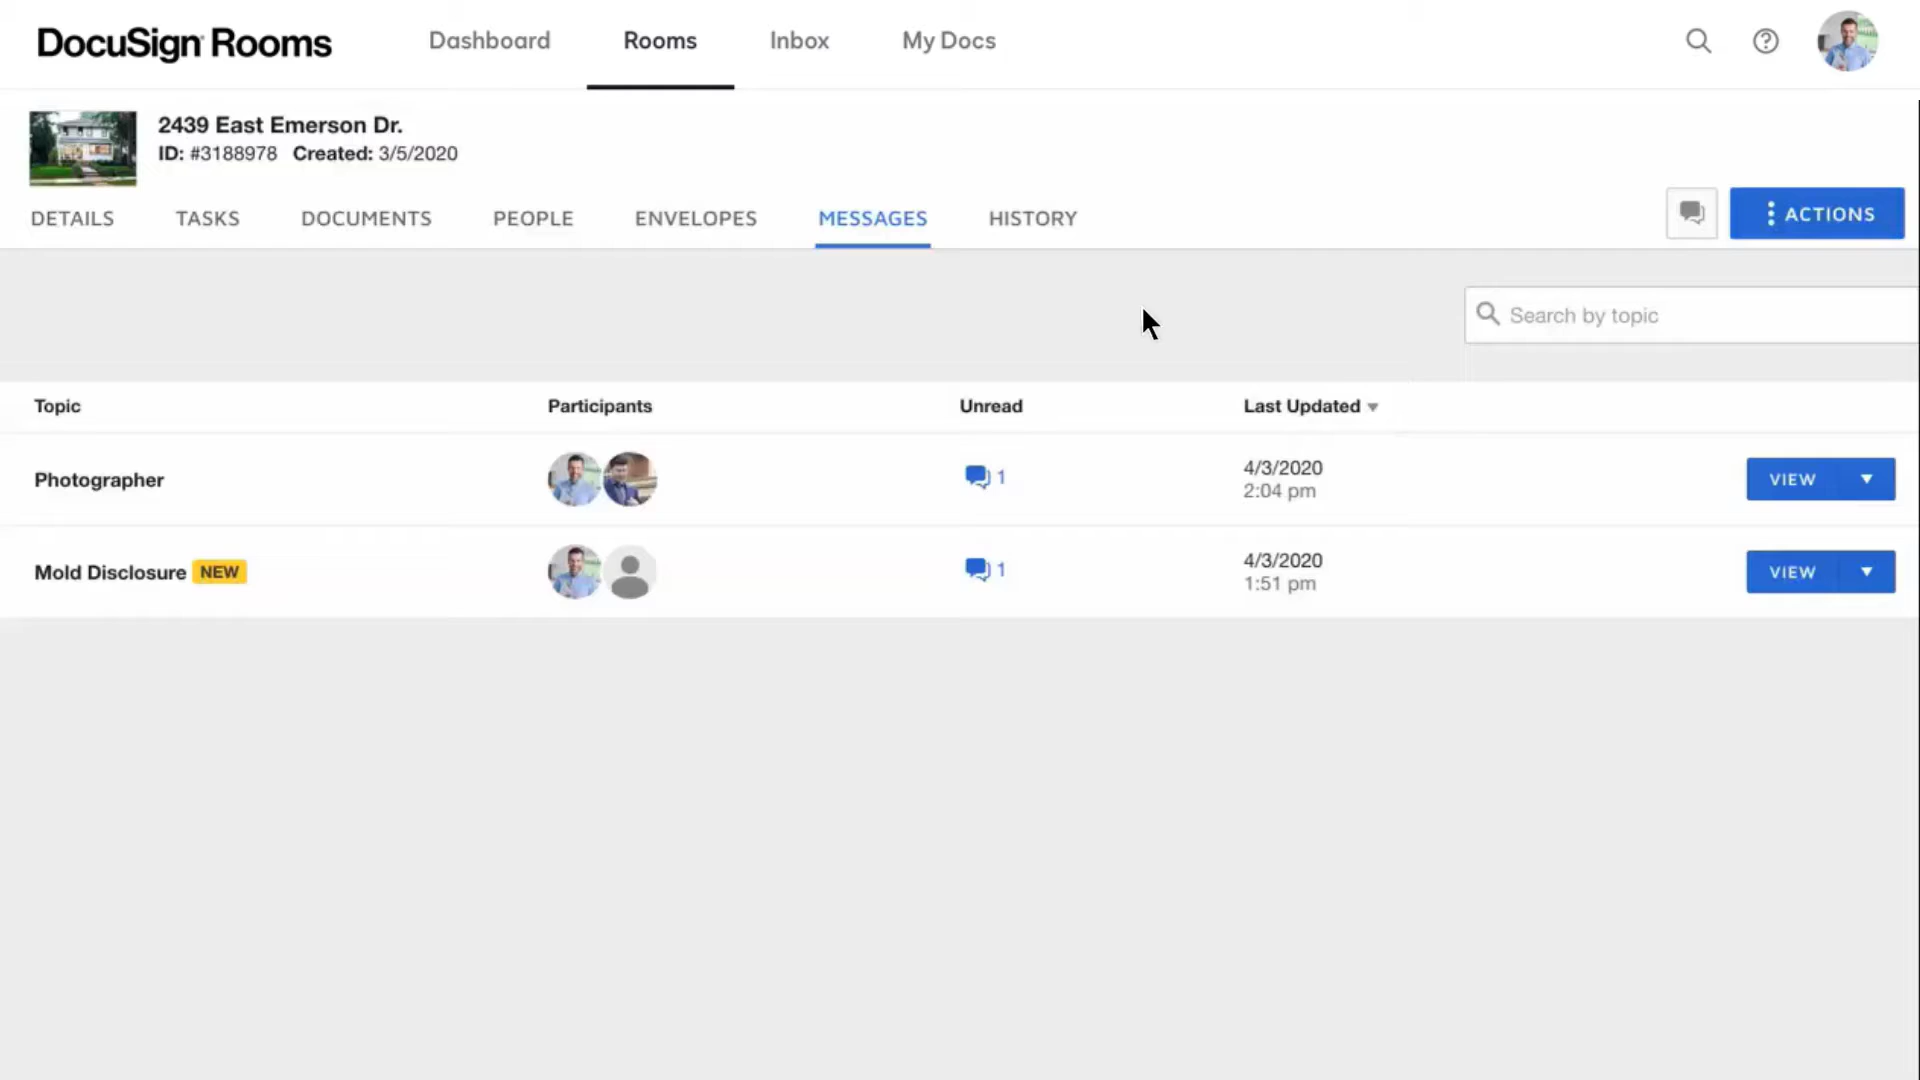 DocuSign Rooms
Dashboard
Rooms
Inbox
My Docs
2439 East Emerson Dr.
ID: #3188978 Created: 3/5/2020
DETAILS
TASKS
DOCUMENTS
PEOPLE
ENVELOPES
MESSAGES
HISTORY
ACTIONS
Search by topic
Topic
Participants
Unread
Last Updated
Photographer
1
4/3/2020
2:04 pm
VIEW
Mold Disclosure NEW
1
4/3/2020
1:51 pm
VIEW